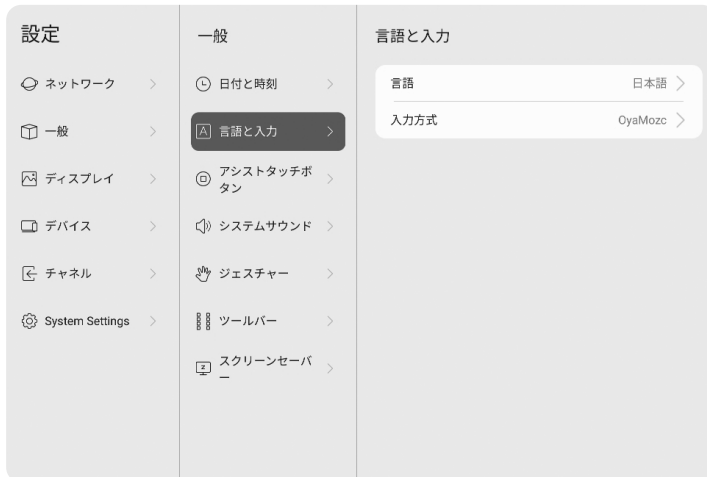 設定
ネットワーク
一般
ディスプレイ
デバイス
チャネル
System Settings
一般
日付と時刻
A 言語と入力
アシストタッチボ
タン
システムサウンド
ジェスチャー
ツールバー
z スクリーンセーバ
ー
言語と入力
言語 日本語
入力方式 OyaMozc